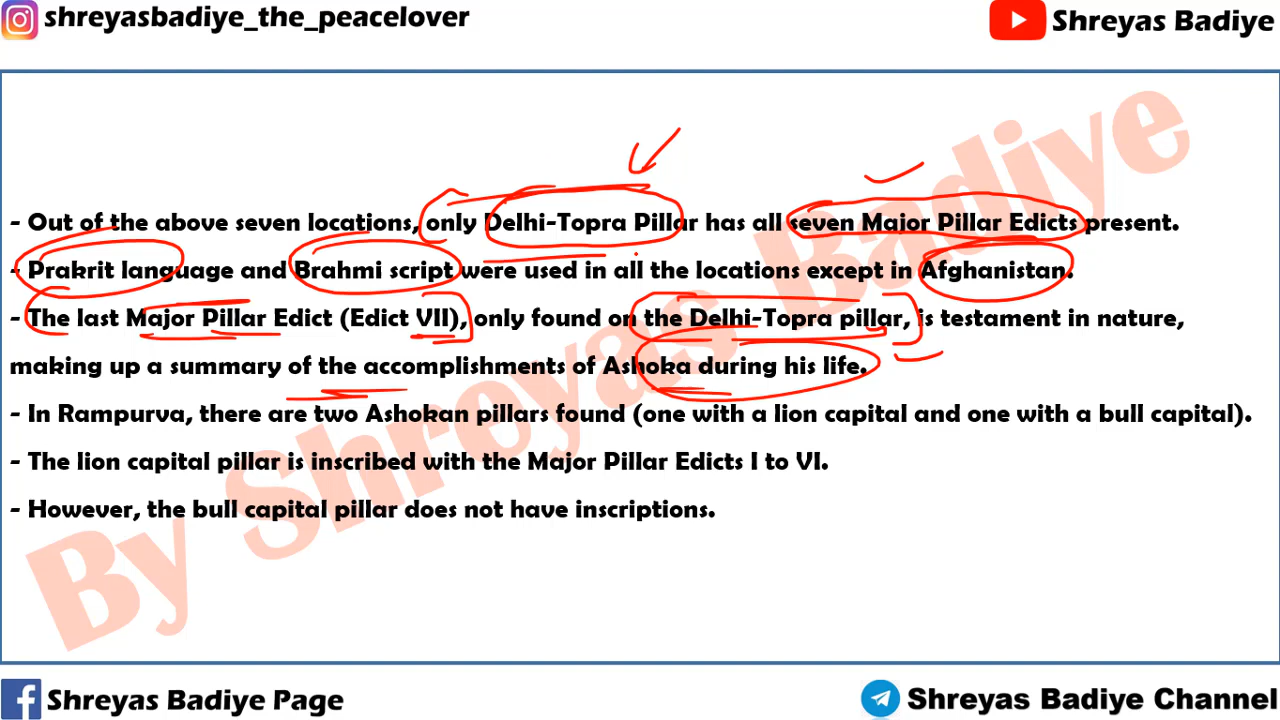 shreyasbadiye_the_peacelover
Shreyas Badiye
- Out of the above seven locations, only Delhi-Topra Pillar has all seven Major Pillar Edicts present.
- Prakrit language and Brahmi script were used in all the locations except in Afghanistan.
- The last Major Pillar Edict (Edict VII), only found on the Delhi-Topra pillar, is testament in nature,
making up a summary of the accomplishments of Ashoka during his life.
- In Rampurva, there are two Ashokan pillars found (one with a lion capital and one with a bull capital).
- The lion capital pillar is inscribed with the Major Pillar Edicts I to VI.
- However, the bull capital pillar does not have inscriptions.
By Shreyas Badiye
Shreyas Badiye Page
Shreyas Badiye Channel